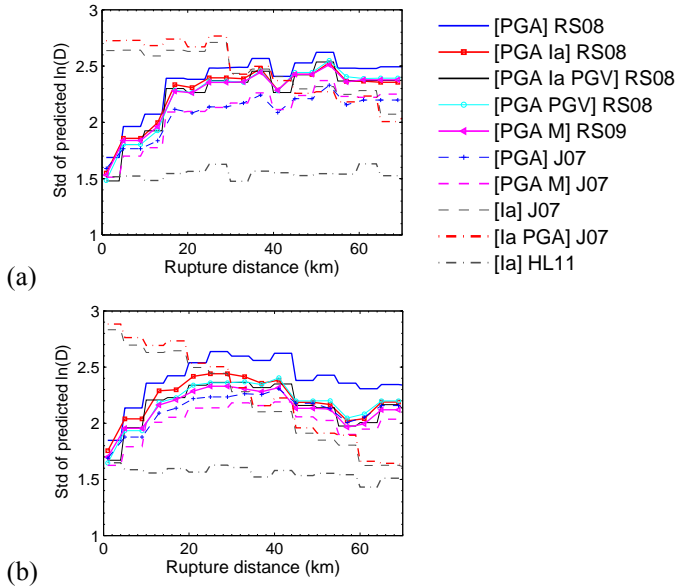 3
2.5
2
1.5
1
0
20
40
60
Std of predicted ln(D)
Rupture distance (km)
(a)
[PGA] RS08
[PGA Ia] RS08
[PGA Ia PGV] RS08
[PGA PGV] RS08
[PGA M] RS09
[PGA] J07
[PGA M] J07
[Ia] J07
[Ia PGA] J07
[Ia] HL11
3
2.5
2
1.5
1
0
20
40
60
Std of predicted ln(D)
Rupture distance (km)
(b)